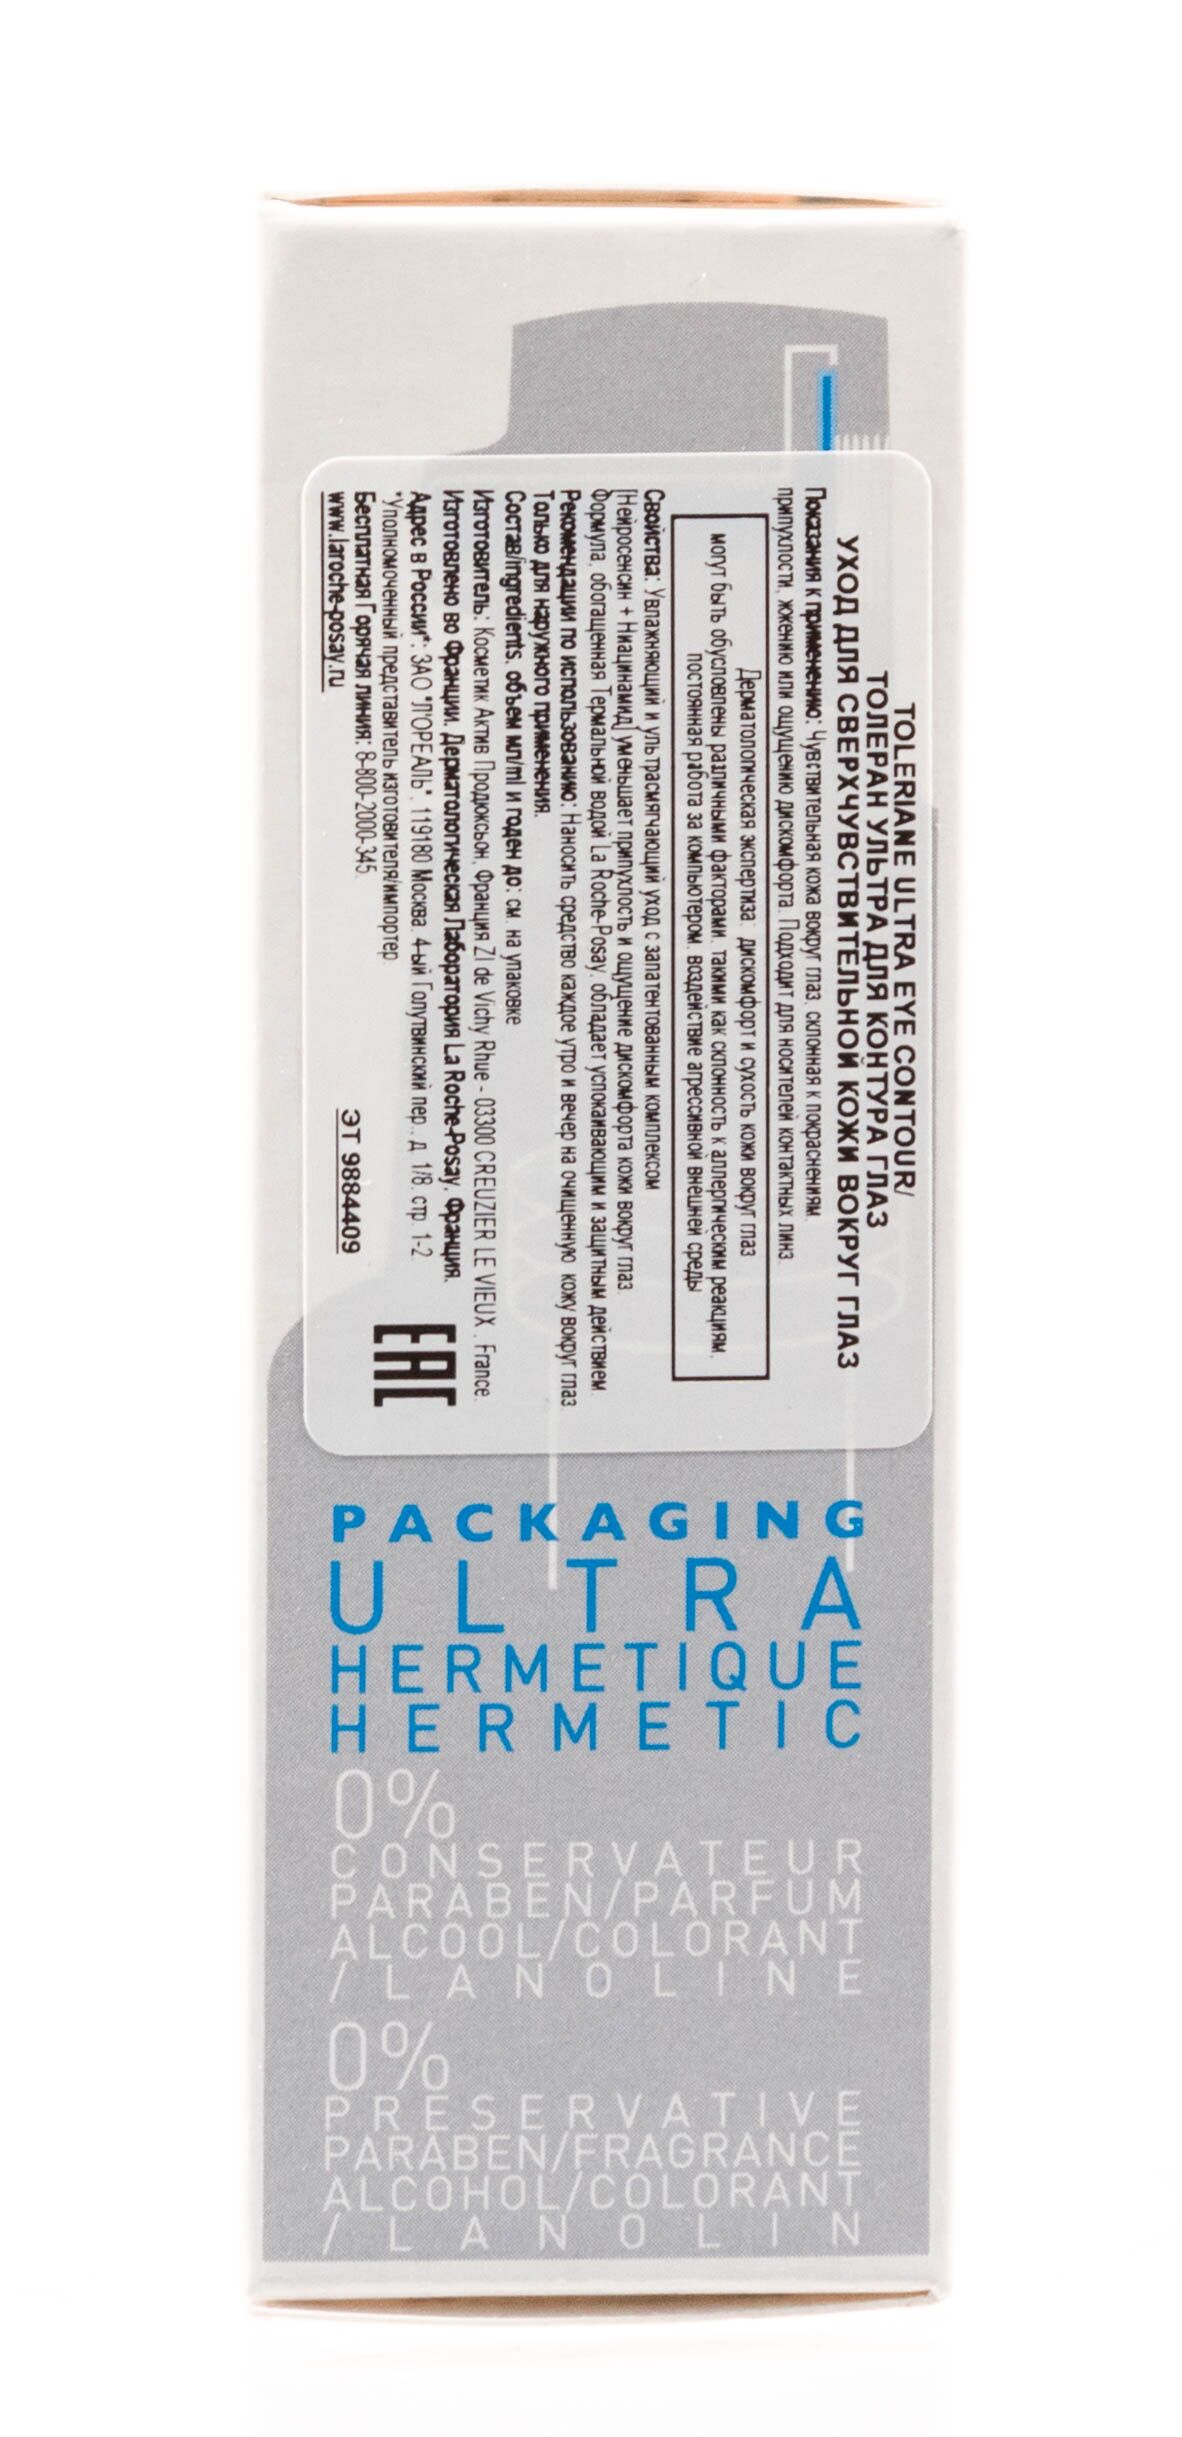 TOLERIANE ULTRA EYE CONTOUR/
ТОЛЕРАН УЛЬТРА ДЛЯ КОНТУРА ГЛАЗ
УХОД ДЛЯ СВЕРХЧУВСТВИТЕЛЬНОЙ КОЖИ ВОКРУГ ГЛАЗ
Показания к применению: Чувствительная кожа вокруг глаз, склонная к покраснениям,
припухлости, жжению или ощущению дискомфорта. Подходит для носителей контактных линз.
Дерматологическая экспертиза: дискомфорт и сухость кожи вокруг глаз
могут быть обусловлены различными факторами, такими как склонность к аллергическим реакциям,
постоянная работа за компьютером, воздействие агрессивной внешней среды
Свойства: Увлажняющий и ультрасмягчающий уход с запатентованным комплексом
[Нейросенсин + Ниацинамид] уменьшает припухлость и ощущение дискомфорта кожи вокруг глаз.
Формула, обогащенная Термальной водой La Roche-Posay, обладает успокаивающим и защитным действием.
Рекомендации по использованию: Наносить средство каждое утро и вечер на очищенную кожу вокруг глаз.
Только для наружного применения.
Состав/ingredients, объем мл/ml и годен до: см. на упаковке
Изготовитель: Косметик Актив Продюксьон, Франция ZI de Vichy Rhue - 03300 CREUZIER LE VIEUX , France.
Изготовлено во Франции. Дерматологическая Лаборатория La Roche-Posay, Франция.
Адрес в России*: ЗАО "Л'ОРЕАЛЬ", 119180 Москва, 4-ый Голутвинский пер., д. 1/8, стр. 1-2.
*Уполномоченный представитель изготовителя/импортер.
Бесплатная Горячая линия: 8-800-2000-345.
www.laroche-posay.ru
ЭТ 9884409
EAC
PACKAGING
ULTRA
HERMETIQUE
HERMETIC
0%
CONSERVATEUR
PARABEN/PARFUM
ALCOOL/COLORANT
/LANOLINE
0%
PRESERVATIVE
PARABEN/FRAGRANCE
ALCOHOL/COLORANT
/LANOLIN